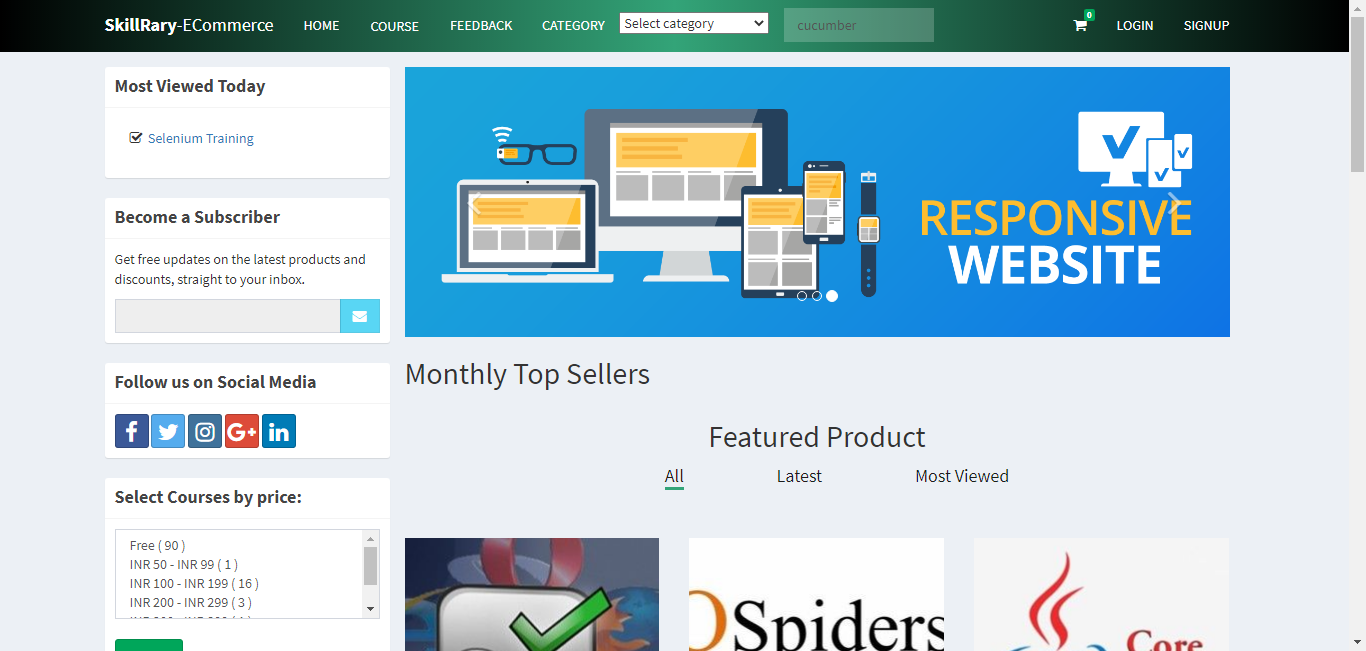 SkillRary-ECommerce HOME COURSE FEEDBACK CATEGORY Select category cucumber 0 LOGIN SIGNUP
Most Viewed Today
Selenium Training
Become a Subscriber
Get free updates on the latest products and
discounts, straight to your inbox.
Follow us on Social Media
f G+ in
Select Courses by price:
Free ( 90 )
INR 50 - INR 99 ( 1 )
INR 100 - INR 199 ( 16 )
INR 200 - INR 299 ( 3 )
RESPONSIVE
WEBSITE
Monthly Top Sellers
Featured Product
All Latest Most Viewed
Spiders
Core